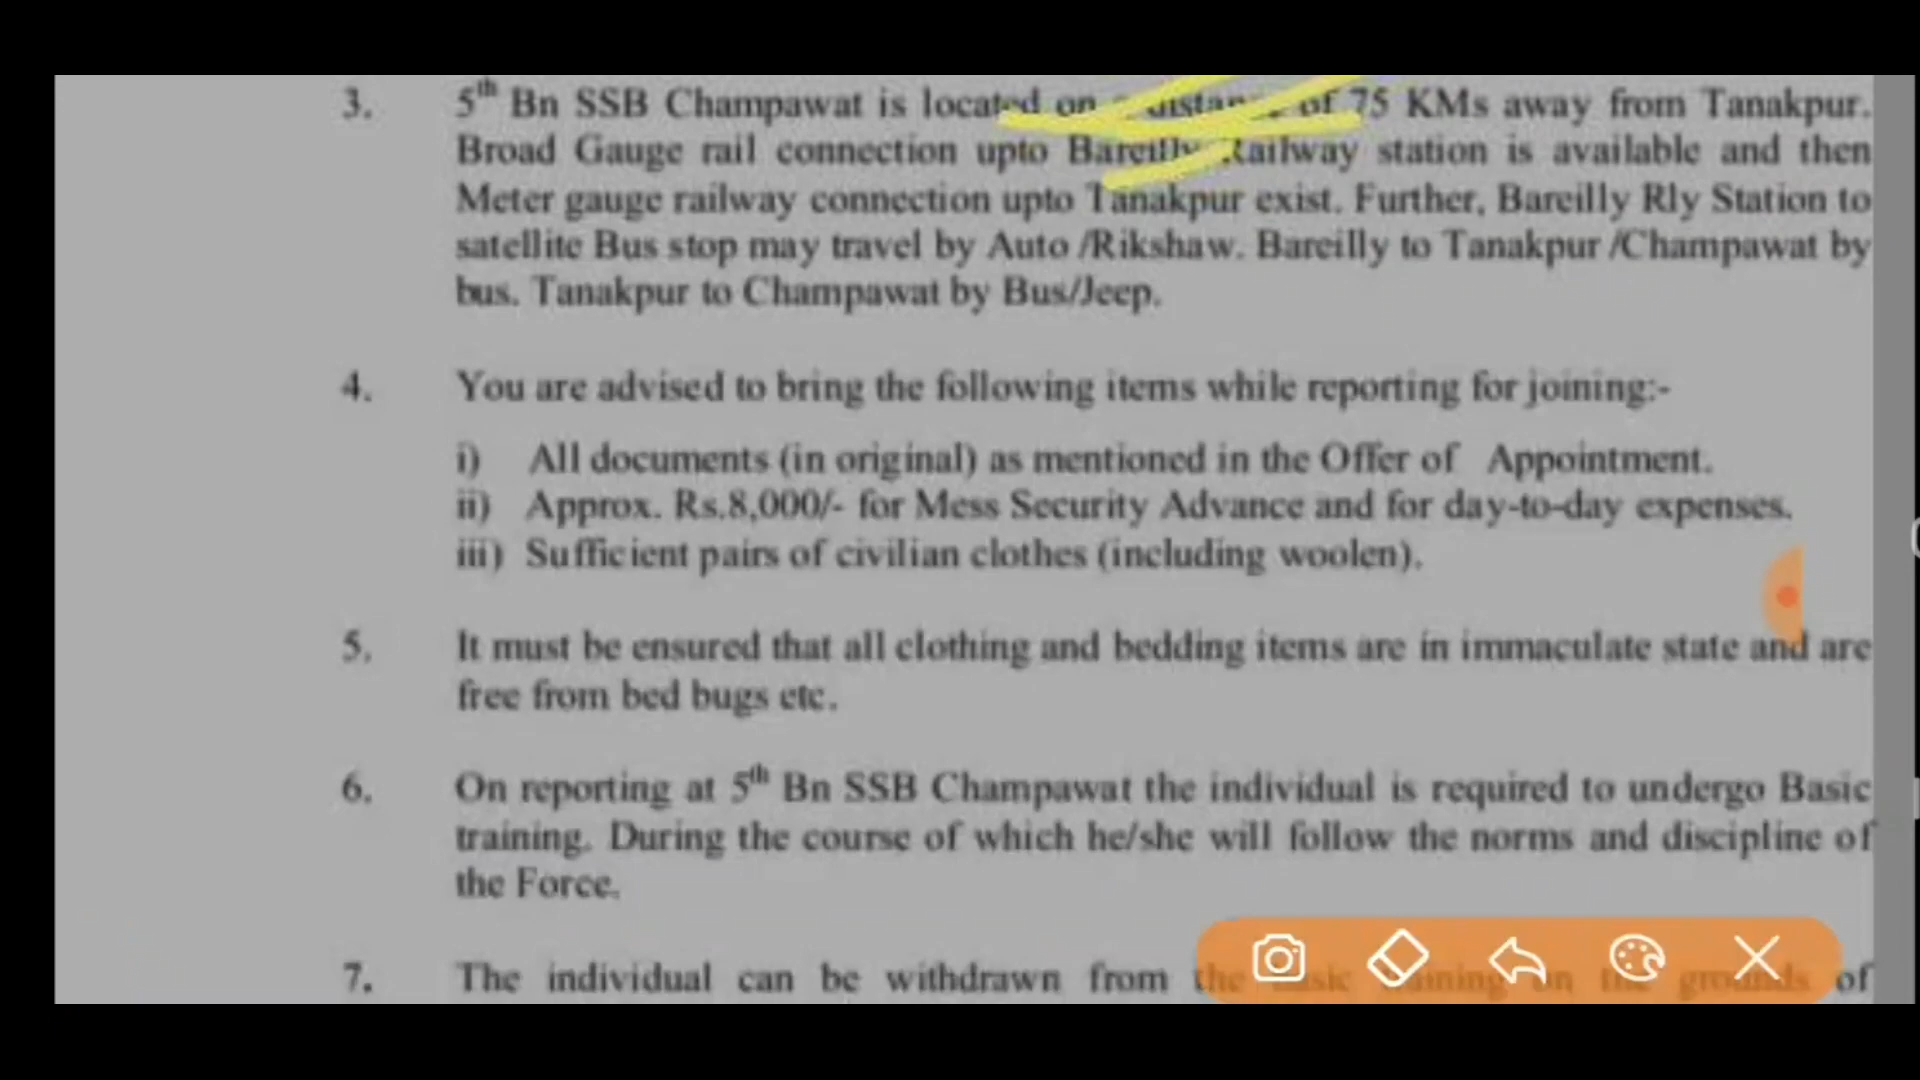 3. 5th Bn SSB Champawat is located on a distance of 75 KMs away from Tanakpur.
Broad Gauge rail connection upto Bareilly Railway station is available and then
Meter gauge railway connection upto Tanakpur exist. Further, Bareilly Rly Station to
satellite Bus stop may travel by Auto /Rikshaw. Bareilly to Tanakpur /Champawat by
bus. Tanakpur to Champawat by Bus/Jeep.
4. You are advised to bring the following items while reporting for joining:-
i) All documents (in original) as mentioned in the Offer of Appointment.
ii) Approx. Rs.8,000/- for Mess Security Advance and for day-to-day expenses.
iii) Sufficient pairs of civilian clothes (including woolen).
5. It must be ensured that all clothing and bedding items are in immaculate state and are
free from bed bugs etc.
6. On reporting at 5th Bn SSB Champawat the individual is required to undergo Basic
training. During the course of which he/she will follow the norms and discipline of
the Force.
7. The individual can be withdrawn from the Basic training on the grounds of